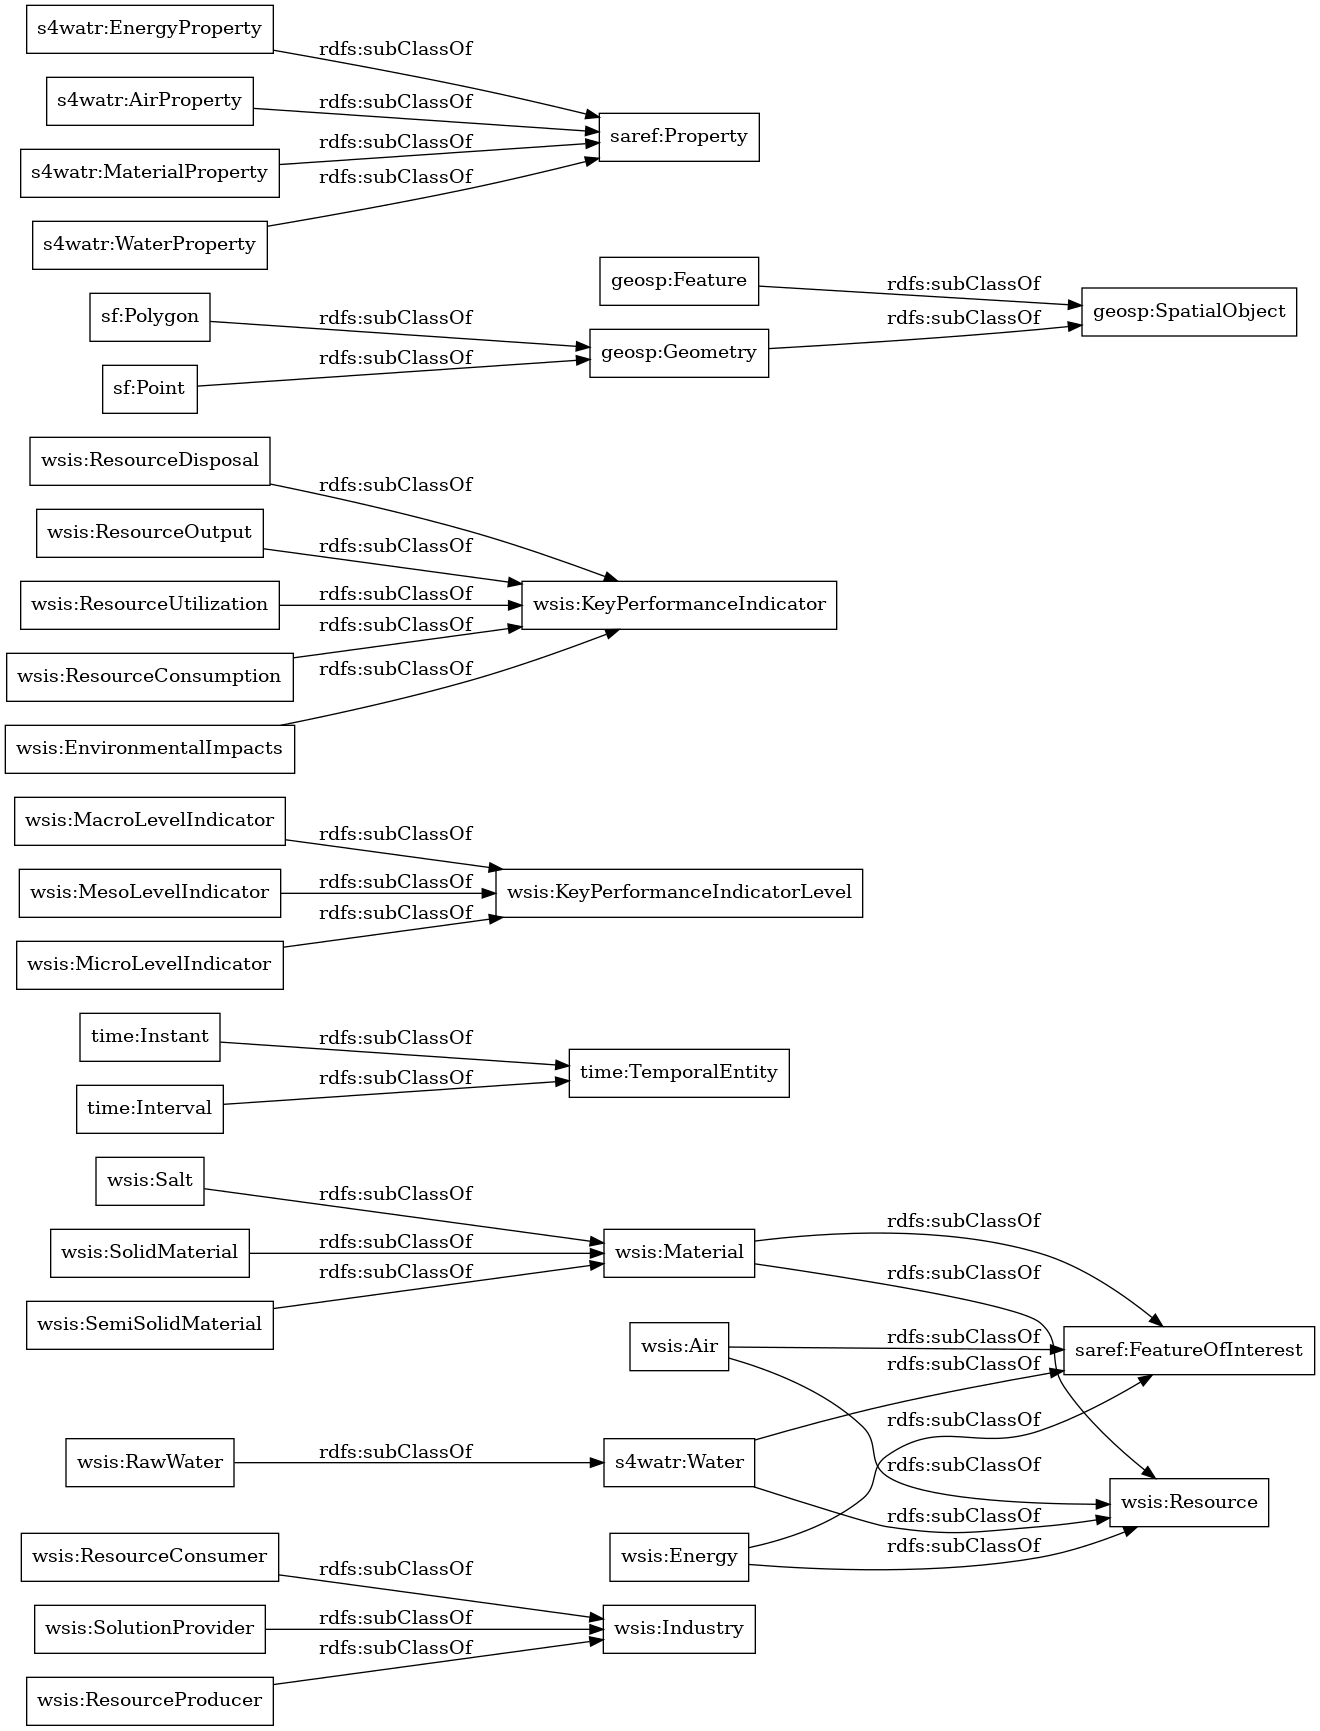 s4watr:EnergyProperty
rdfs:subClassOf
s4watr:AirProperty
rdfs:subClassOf
saref:Property
s4watr:MaterialProperty
rdfs:subClassOf
s4watr:WaterProperty
rdfs:subClassOf
geosp:Feature
rdfs:subClassOf
geosp:SpatialObject
sf:Polygon
rdfs:subClassOf
geosp:Geometry
rdfs:subClassOf
sf:Point
rdfs:subClassOf
wsis:ResourceDisposal
rdfs:subClassOf
wsis:ResourceOutput
rdfs:subClassOf
wsis:ResourceUtilization
rdfs:subClassOf
wsis:KeyPerformanceIndicator
wsis:ResourceConsumption
rdfs:subClassOf
wsis:EnvironmentalImpacts
rdfs:subClassOf
wsis:MacroLevelIndicator
rdfs:subClassOf
wsis:MesoLevelIndicator
rdfs:subClassOf
wsis:KeyPerformanceIndicatorLevel
wsis:MicroLevelIndicator
rdfs:subClassOf
time:Instant
rdfs:subClassOf
time:TemporalEntity
time:Interval
rdfs:subClassOf
wsis:Salt
rdfs:subClassOf
wsis:SolidMaterial
rdfs:subClassOf
wsis:Material
rdfs:subClassOf
rdfs:subClassOf
wsis:SemiSolidMaterial
rdfs:subClassOf
wsis:Air
rdfs:subClassOf
saref:FeatureOfInterest
rdfs:subClassOf
rdfs:subClassOf
wsis:RawWater
rdfs:subClassOf
s4watr:Water
rdfs:subClassOf
wsis:Resource
rdfs:subClassOf
wsis:Energy
rdfs:subClassOf
wsis:ResourceConsumer
rdfs:subClassOf
wsis:SolutionProvider
rdfs:subClassOf
wsis:Industry
wsis:ResourceProducer
rdfs:subClassOf